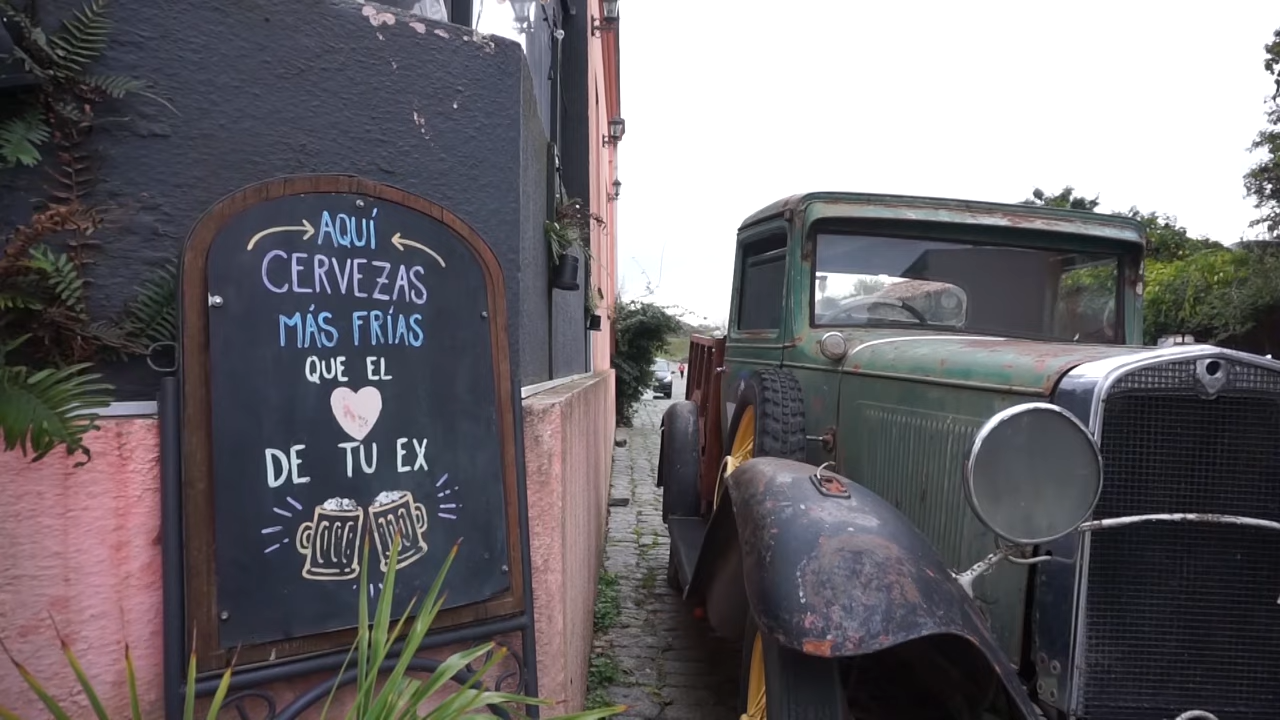 AQUÍ
CERVEZAS
MÁS FRÍAS
QUE EL
DE TU EX